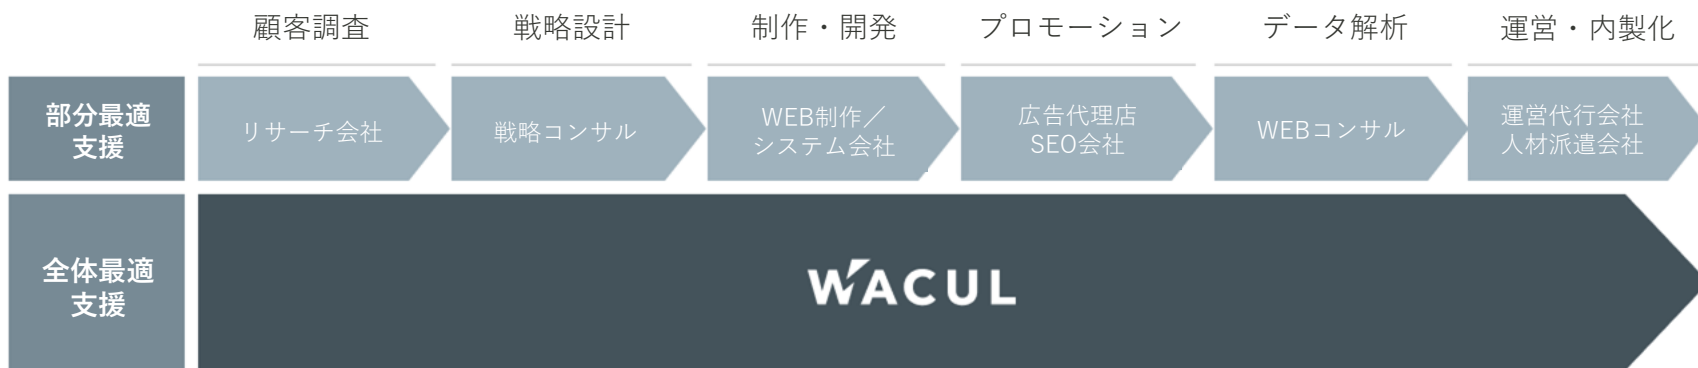 顧客調査
戦略設計
制作・開発
プロモーション
データ解析
運営・内製化
部分最適
支援
リサーチ会社
戦略コンサル
WEB制作／
システム会社
広告代理店
SEO会社
WEBコンサル
運営代行会社
人材派遣会社
全体最適
支援
WACUL